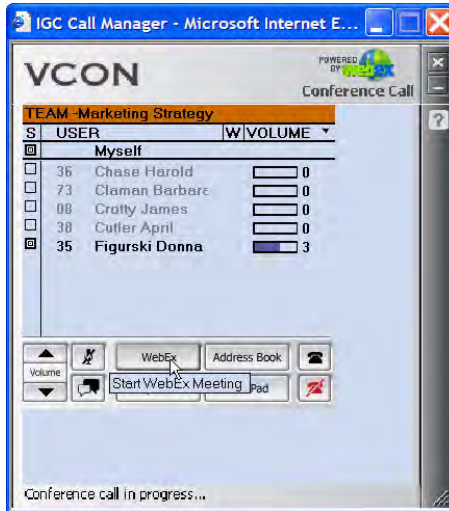 IGC Call Manager - Microsoft Internet E...
VCON
POWERED
BY WebEx
Conference Call
TEAM -Marketing Strategy
S USER W VOLUME
Myself
36 Chase Harold 0
73 Claman Barbara 0
08 Crotty James 0
38 Cutler April 0
35 Figurski Donna 3
WebEx Address Book
Volume
Start WebEx Meeting Pad
Conference call in progress...